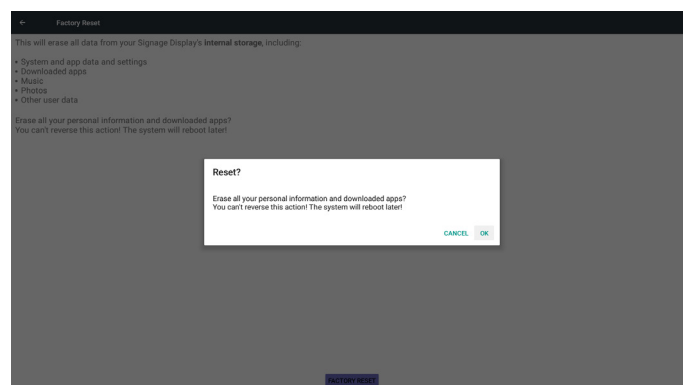 ← Factory Reset
This will erase all data from your Signage Display's internal storage, including:
• System and app data and settings
• Downloaded apps
• Music
• Photos
• Other user data
Erase all your personal information and downloaded apps?
You can't reverse this action! The system will reboot later!
Reset?
Erase all your personal information and downloaded apps?
You can't reverse this action! The system will reboot later!
CANCEL OK
FACTORY RESET